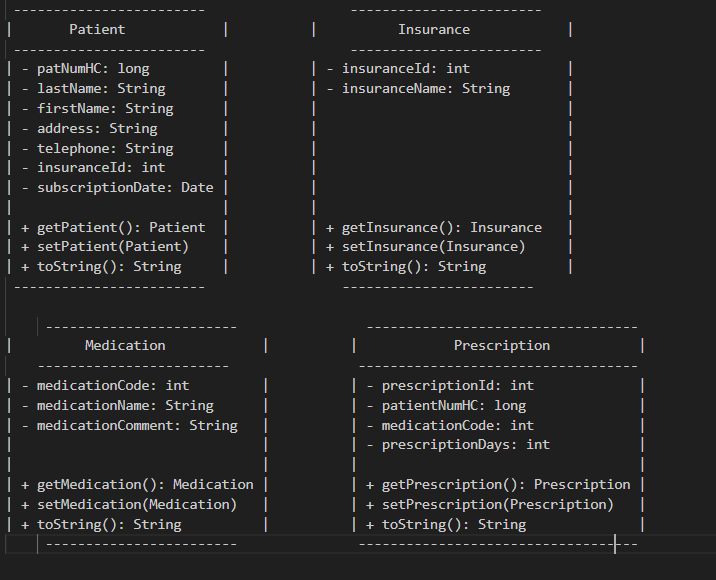 Patient
- patNumHC: long
- lastName: String
- firstName: String
- address: String
- telephone: String
- insuranceId: int
- subscriptionDate: Date
+ getPatient(): Patient
+ setPatient(Patient)
+ toString(): String
Insurance
- insuranceId: int
- insuranceName: String
+ getInsurance(): Insurance
+ setInsurance(Insurance)
+ toString(): String
Medication
- medicationCode: int
- medicationName: String
- medicationComment: String
+ getMedication(): Medication
+ setMedication(Medication)
+ toString(): String
Prescription
- prescriptionId: int
- patientNumHC: long
- medicationCode: int
- prescriptionDays: int
+ getPrescription(): Prescription
+ setPrescription(Prescription)
+ toString(): String